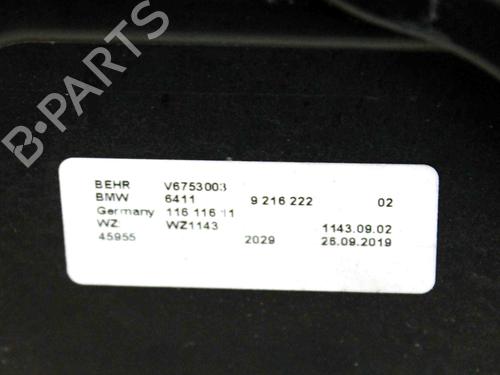 B-PARTS
BEHR V6753003
BMW 6411 9 216 222 02
Germany 116 116 11
WZ: WZ1143 1143.09.02
45955 2029 26.09.2019